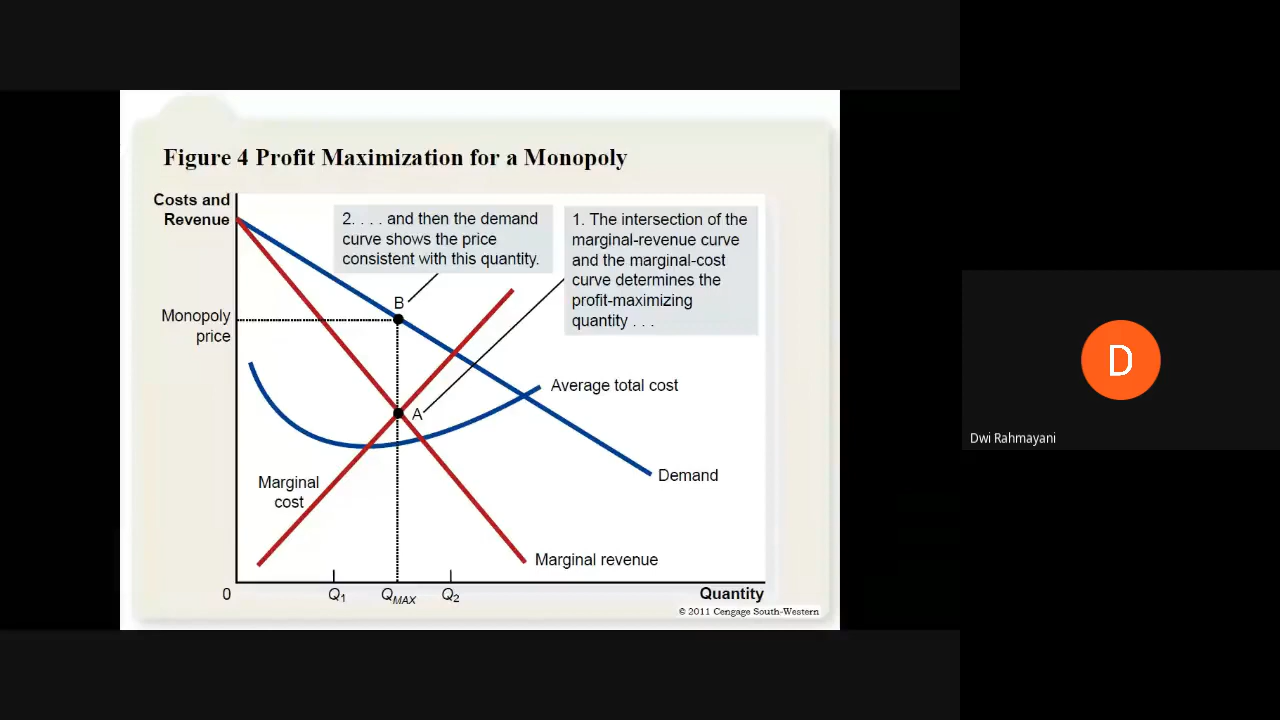 Figure 4 Profit Maximization for a Monopoly
Costs and
Revenue
2. . . . and then the demand
curve shows the price
consistent with this quantity.
1. The intersection of the
marginal-revenue curve
and the marginal-cost
curve determines the
profit-maximizing
quantity . . .
B
Monopoly
price
A
Average total cost
Demand
Marginal
cost
Marginal revenue
0
Q1
QMAX
Q2
Quantity
© 2011 Cengage South-Western
D
Dwi Rahmayani